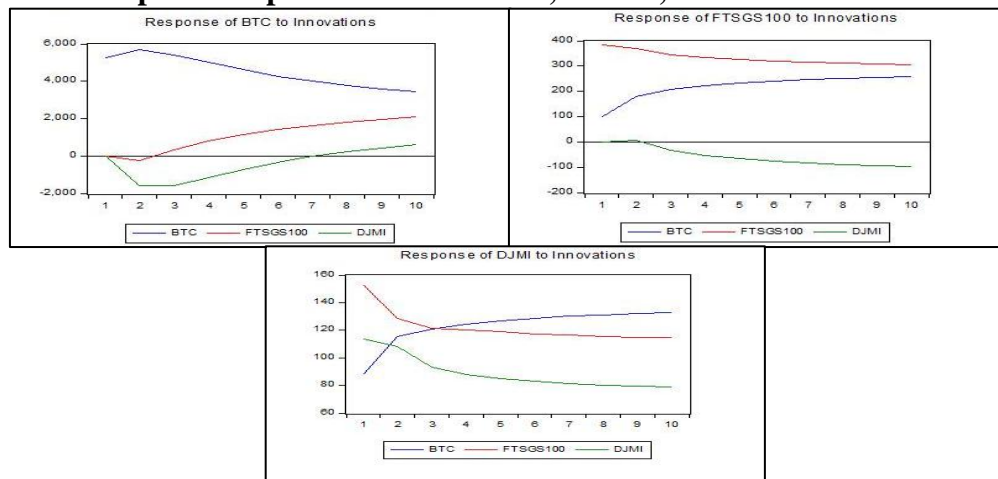 Response of BTC to Innovations
6,000
4,000
2,000
0
-2,000
1 2 3 4 5 6 7 8 9 10
BTC FTSGS100 DJMI
Response of FTSGS100 to Innovations
400
300
200
100
0
-100
-200
1 2 3 4 5 6 7 8 9 10
BTC FTSGS100 DJMI
Response of DJMI to Innovations
160
140
120
100
80
60
1 2 3 4 5 6 7 8 9 10
BTC FTSGS100 DJMI